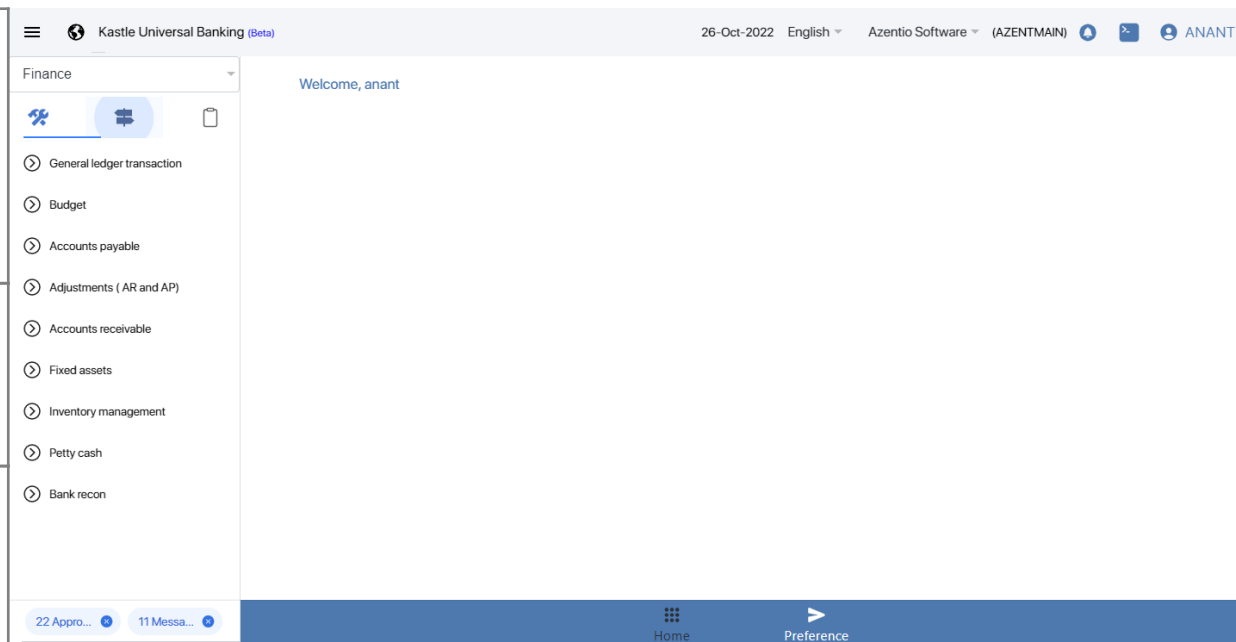 Kastle Universal Banking (Beta)
26-Oct-2022 English Azentio Software (AZENTMAIN) ANANT
Finance
Welcome, anant
General ledger transaction
Budget
Accounts payable
Adjustments ( AR and AP)
Accounts receivable
Fixed assets
Inventory management
Petty cash
Bank recon
22 Appro... 11 Messa...
Home Preference